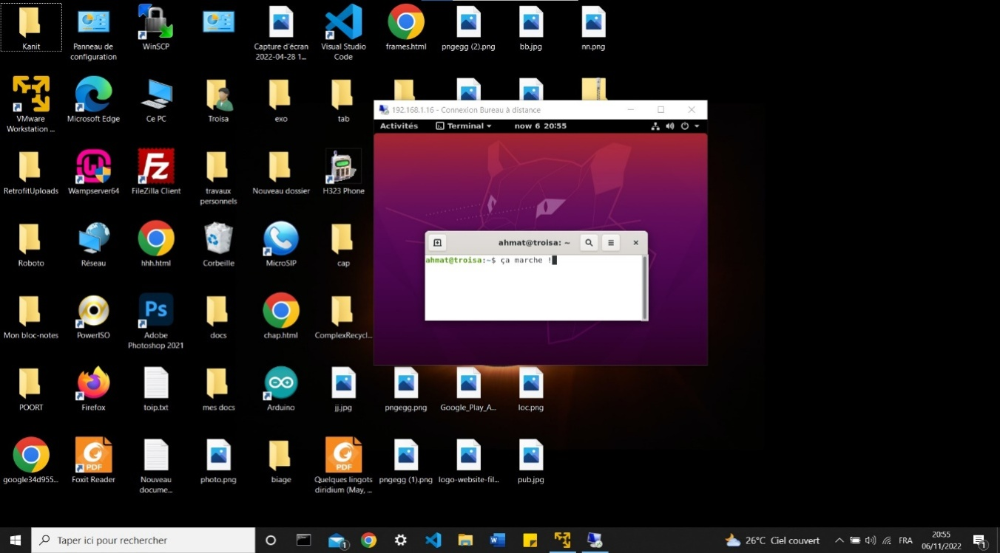 Kanit
Panneau de
configuration
WinSCP
Capture d'écran
2022-04-28 1...
Visual Studio
Code
frames.html
pngegg (2).png
bb.jpg
nn.png
VMware
Workstation ...
Microsoft Edge
Ce PC
Troisa
exo
tab
192.168.1.16 - Connexion Bureau à distance
Activités
Terminal
now 6 20:55
RetrofitUploads
Wampserver64
FileZilla Client
travaux
personnels
Nouveau dossier
H323 Phone
ahmat@troisa: ~
ahmat@troisa:~$ ça marche !
Roboto
Réseau
hhh.html
Corbeille
MicroSIP
cap
Mon bloc-notes
PowerISO
Ps
Adobe
Photoshop 2021
docs
chap.html
ComplexRecycl...
POORT
Firefox
toip.txt
mes docs
Arduino
jj.jpg
pngegg.png
Google_Play_A...
loc.png
google34d955...
PDF
Foxit Reader
Nouveau
docume...
photo.png
biage
PDF
Quelques lingots
diridium (May, ...
pngegg (1).png
logo-website-fil...
pub.jpg
Taper ici pour rechercher
1
26°C Ciel couvert
FRA
20:55
06/11/2022
1